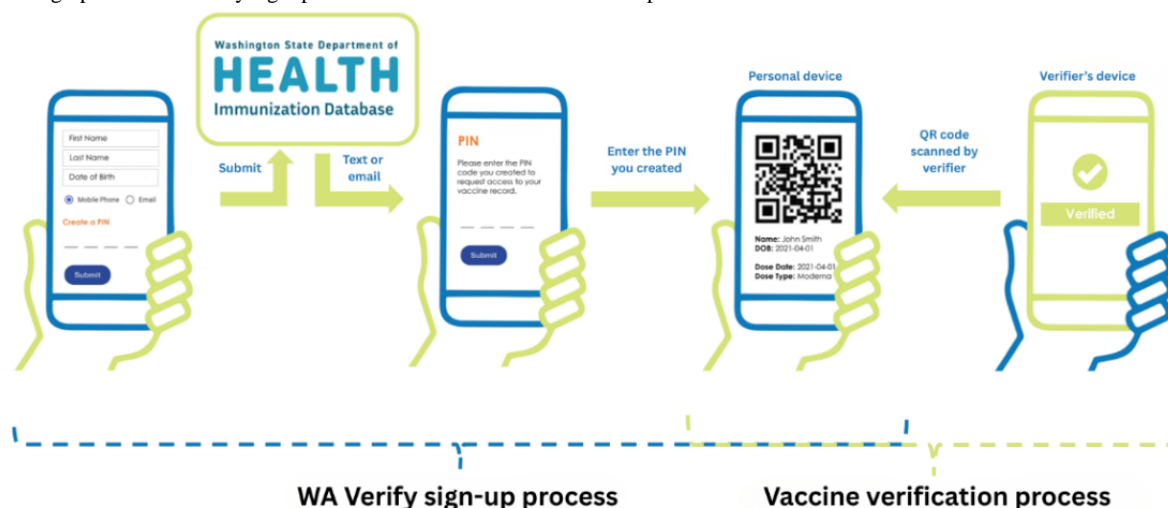 Washington State Department of
HEALTH
Immunization Database
First Name
Last Name
Date of Birth
Mobile Phone
Email
Create a PIN
Submit
Submit
Text or
email
PIN
Please enter the PIN
code you created to
request access to your
vaccine record.
Submit
Enter the PIN
you created
Personal device
Name: John Smith
DOB: 2021-04-01
Dose Date: 2021-04-01
Dose Type: Moderna
QR code
scanned by
verifier
Verifier's device
Verified
WA Verify sign-up process
Vaccine verification process